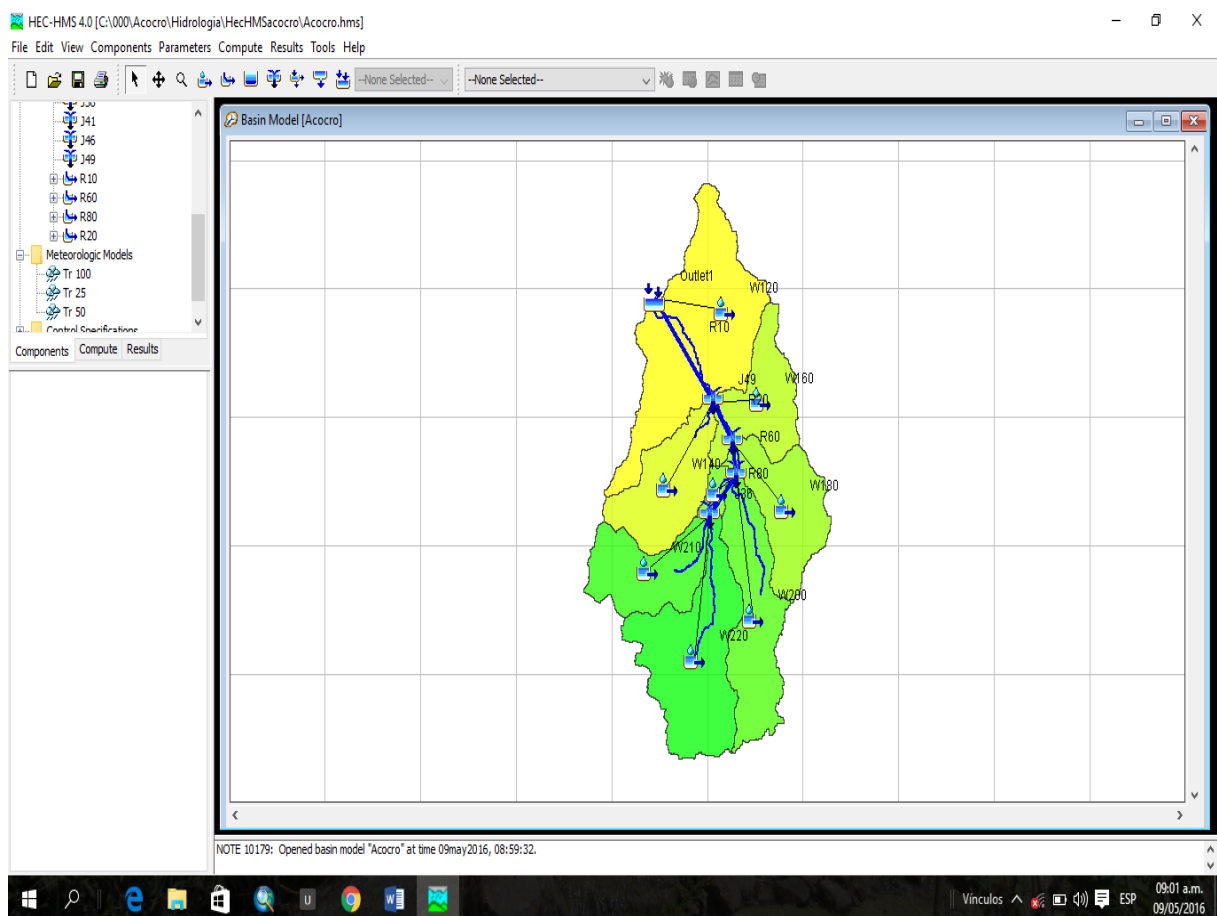 HEC-HMS 4.0 [C:\000\Acocro\Hidrologia\HecHMSacocro\Acocro.hms]
File Edit View Components Parameters Compute Results Tools Help
--None Selected-- --None Selected--
J41
J46
J49
R10
R60
R80
R20
Meteorologic Models
Tr 100
Tr 25
Tr 50
Control Specifications
Components Compute Results
Basin Model [Acocro]
Outlet1
W120
R10
J49
W160
R20
R60
W140
R80
W180
J38
W210
W200
W220
NOTE 10179: Opened basin model "Acocro" at time 09may2016, 08:59:32.
U
Vínculos
ESP
09:01 a.m.
09/05/2016